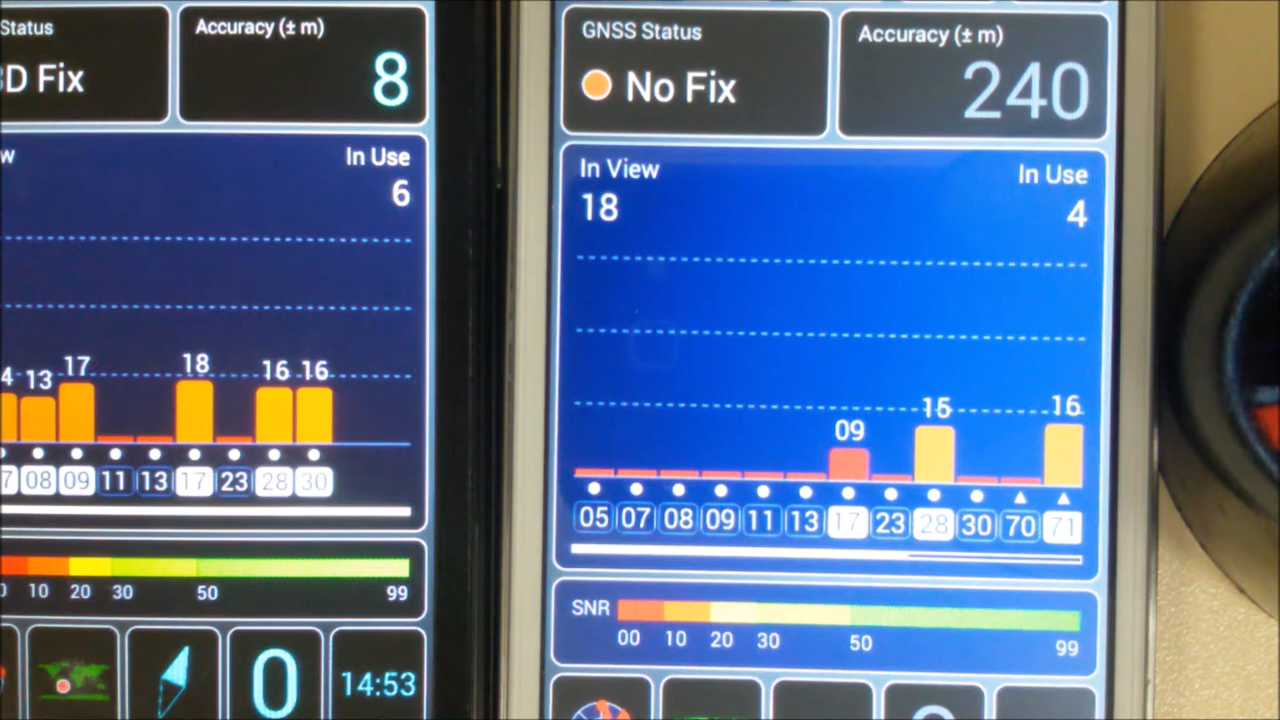 Status
Accuracy (± m)
D Fix
8
w
In Use
6
4 13 17 18 16 16
7 08 09 11 13 17 23 28 30
0 10 20 30 50 99
0
14:53
GNSS Status
Accuracy (± m)
No Fix
240
In View
In Use
18
4
09 15 16
05 07 08 09 11 13 17 23 28 30 70 71
SNR
00 10 20 30 50 99